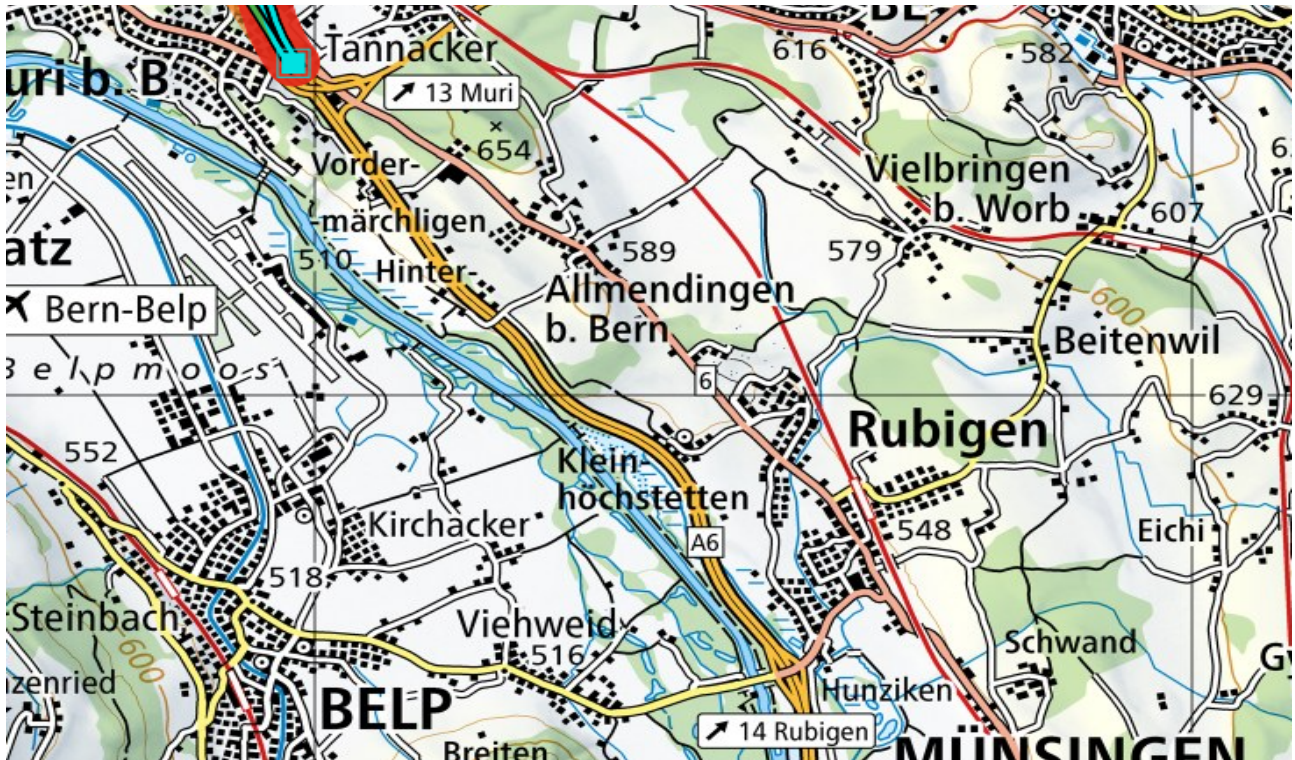 616
582
Tannacker
uri b. B.
13 Muri
654
Vorder-
märchligen
Vielbringen
b. Worb
607
en
atz
510
589
579
Hinter-
Bern-Belp
Allmendingen
b. Bern
600
Beitenwil
Belpmoos
6
629
Rubigen
552
Klein-
höchstetten
Kirchacker
A6
548
Eichi
518
Steinbach
Viehweid
516
600
Schwand
zenried
BELP
Hunziken
14 Rubigen
Breiten
MÜNSINGEN